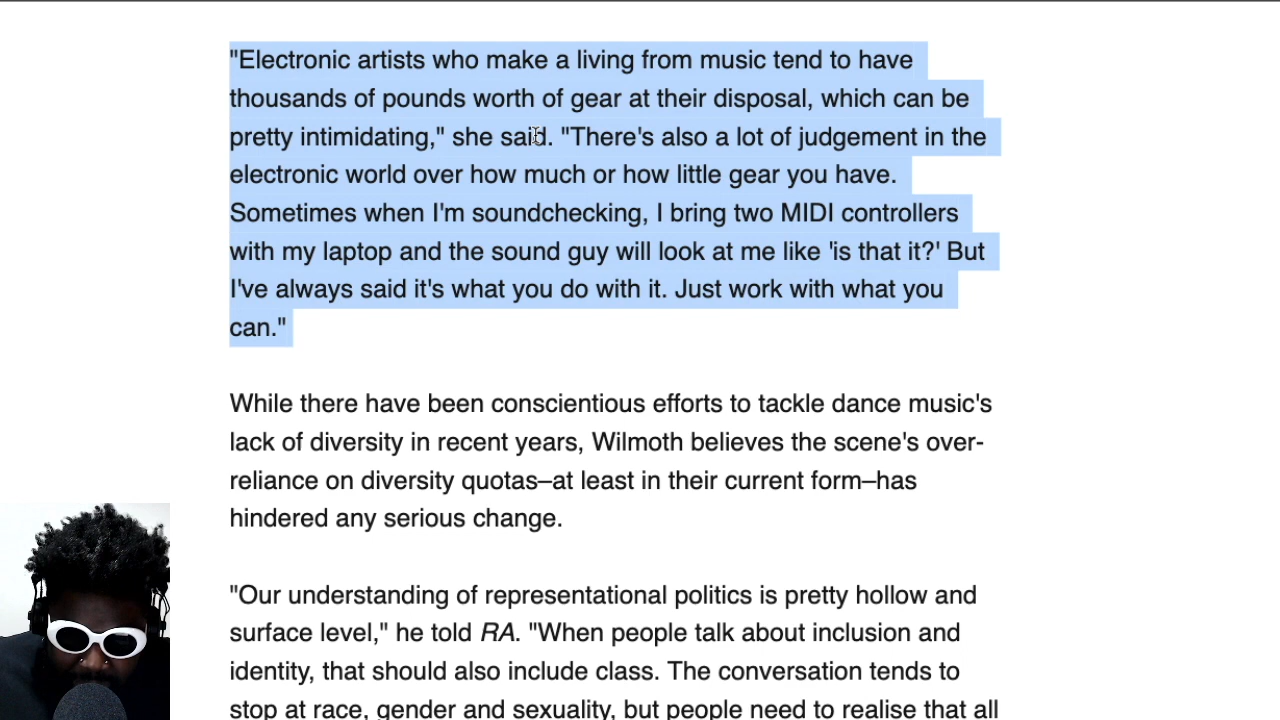 "Electronic artists who make a living from music tend to have
thousands of pounds worth of gear at their disposal, which can be
pretty intimidating," she said. "There's also a lot of judgement in the
electronic world over how much or how little gear you have.
Sometimes when I'm soundchecking, I bring two MIDI controllers
with my laptop and the sound guy will look at me like 'is that it?' But
I've always said it's what you do with it. Just work with what you
can."
While there have been conscientious efforts to tackle dance music's
lack of diversity in recent years, Wilmoth believes the scene's over-
reliance on diversity quotas—at least in their current form—has
hindered any serious change.
"Our understanding of representational politics is pretty hollow and
surface level," he told RA. "When people talk about inclusion and
identity, that should also include class. The conversation tends to
stop at race, gender and sexuality, but people need to realise that all